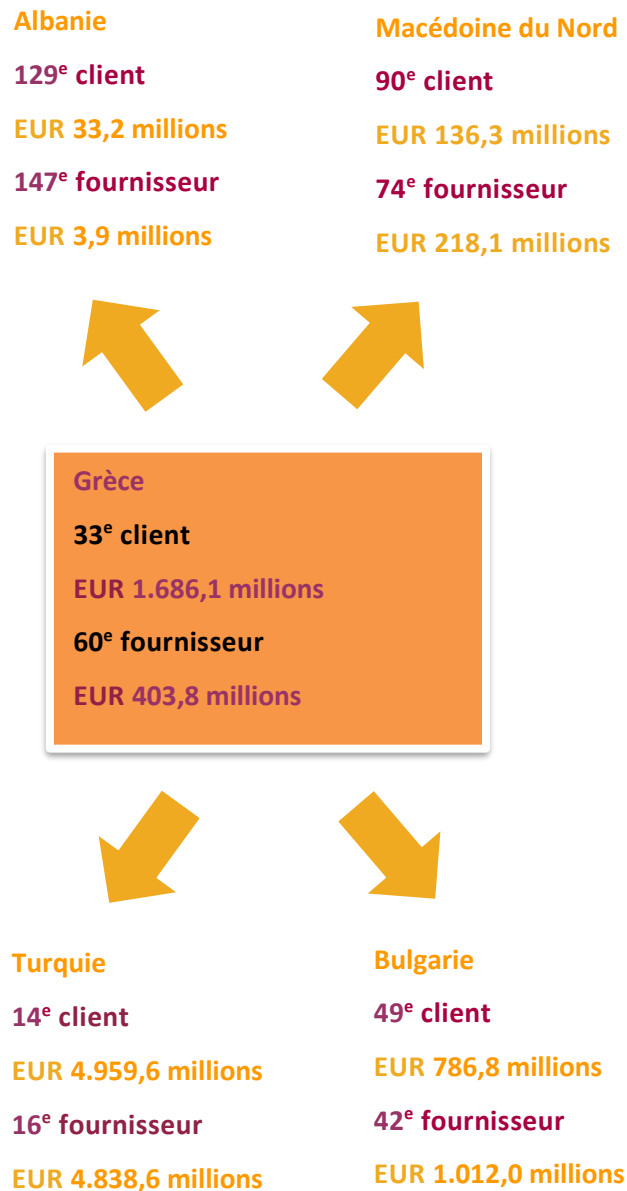 Albanie
129e client
EUR 33,2 millions
147e fournisseur
EUR 3,9 millions
Macédoine du Nord
90e client
EUR 136,3 millions
74e fournisseur
EUR 218,1 millions
Grèce
33e client
EUR 1.686,1 millions
60e fournisseur
EUR 403,8 millions
Turquie
14e client
EUR 4.959,6 millions
16e fournisseur
EUR 4.838,6 millions
Bulgarie
49e client
EUR 786,8 millions
42e fournisseur
EUR 1.012,0 millions